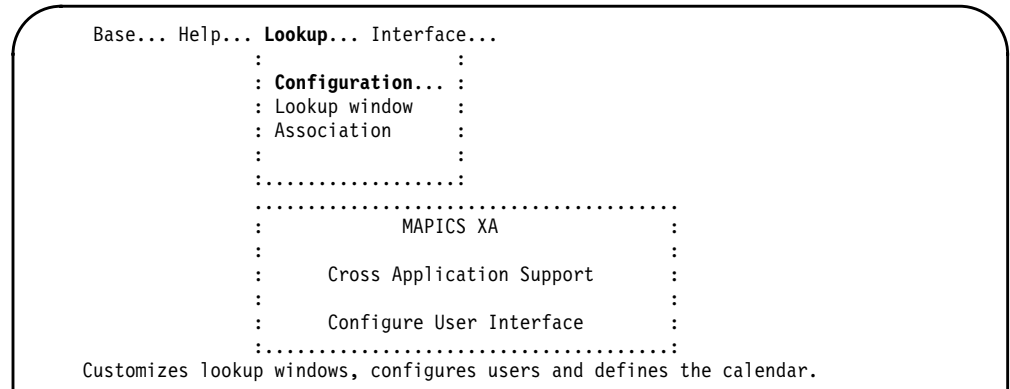 Base... Help... Lookup... Interface...
: :
: Configuration... :
: Lookup window :
: Association :
: :
:..................:
........................................
: MAPICS XA :
: :
: Cross Application Support :
: :
: Configure User Interface :
:.......................................:
Customizes lookup windows, configures users and defines the calendar.